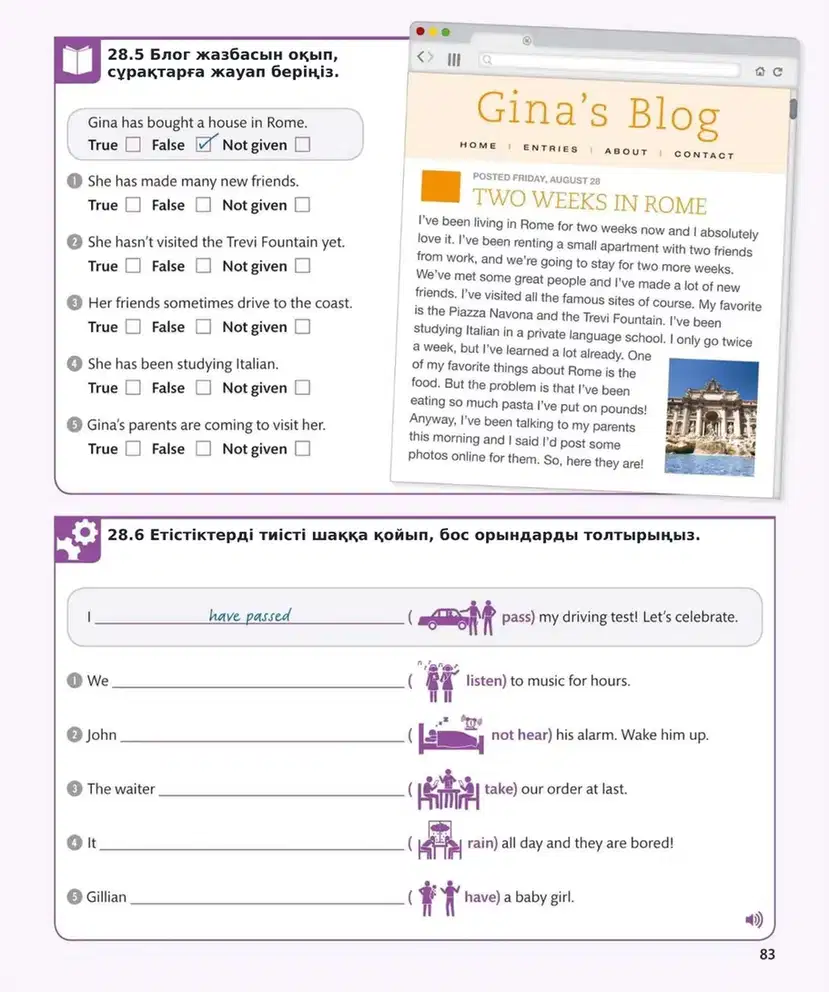 28.5 Блог жазбасын оқып,
сұрақтарға жауап беріңіз.
Gina has bought a house in Rome.
True False Not given
1 She has made many new friends.
True False Not given
2 She hasn't visited the Trevi Fountain yet.
True False Not given
3 Her friends sometimes drive to the coast.
True False Not given
4 She has been studying Italian.
True False Not given
5 Gina's parents are coming to visit her.
True False Not given
Gina's Blog
HOME | ENTRIES | ABOUT | CONTACT
POSTED FRIDAY, AUGUST 28
TWO WEEKS IN ROME
I've been living in Rome for two weeks now and I absolutely
love it. I've been renting a small apartment with two friends
from work, and we're going to stay for two more weeks.
We've met some great people and I've made a lot of new
friends. I've visited all the famous sites of course. My favorite
is the Piazza Navona and the Trevi Fountain. I've been
studying Italian in a private language school. I only go twice
a week, but I've learned a lot already. One
of my favorite things about Rome is the
food. But the problem is that I've been
eating so much pasta I've put on pounds!
Anyway, I've been talking to my parents
this morning and I said I'd post some
photos online for them. So, here they are!
28.6 Етістіктерді тиісті шаққа қойып, бос орындарды толтырыңыз.
I have passed ( pass) my driving test! Let's celebrate.
1 We ( listen) to music for hours.
2 John ( not hear) his alarm. Wake him up.
3 The waiter ( take) our order at last.
4 It ( rain) all day and they are bored!
5 Gillian ( have) a baby girl.
83